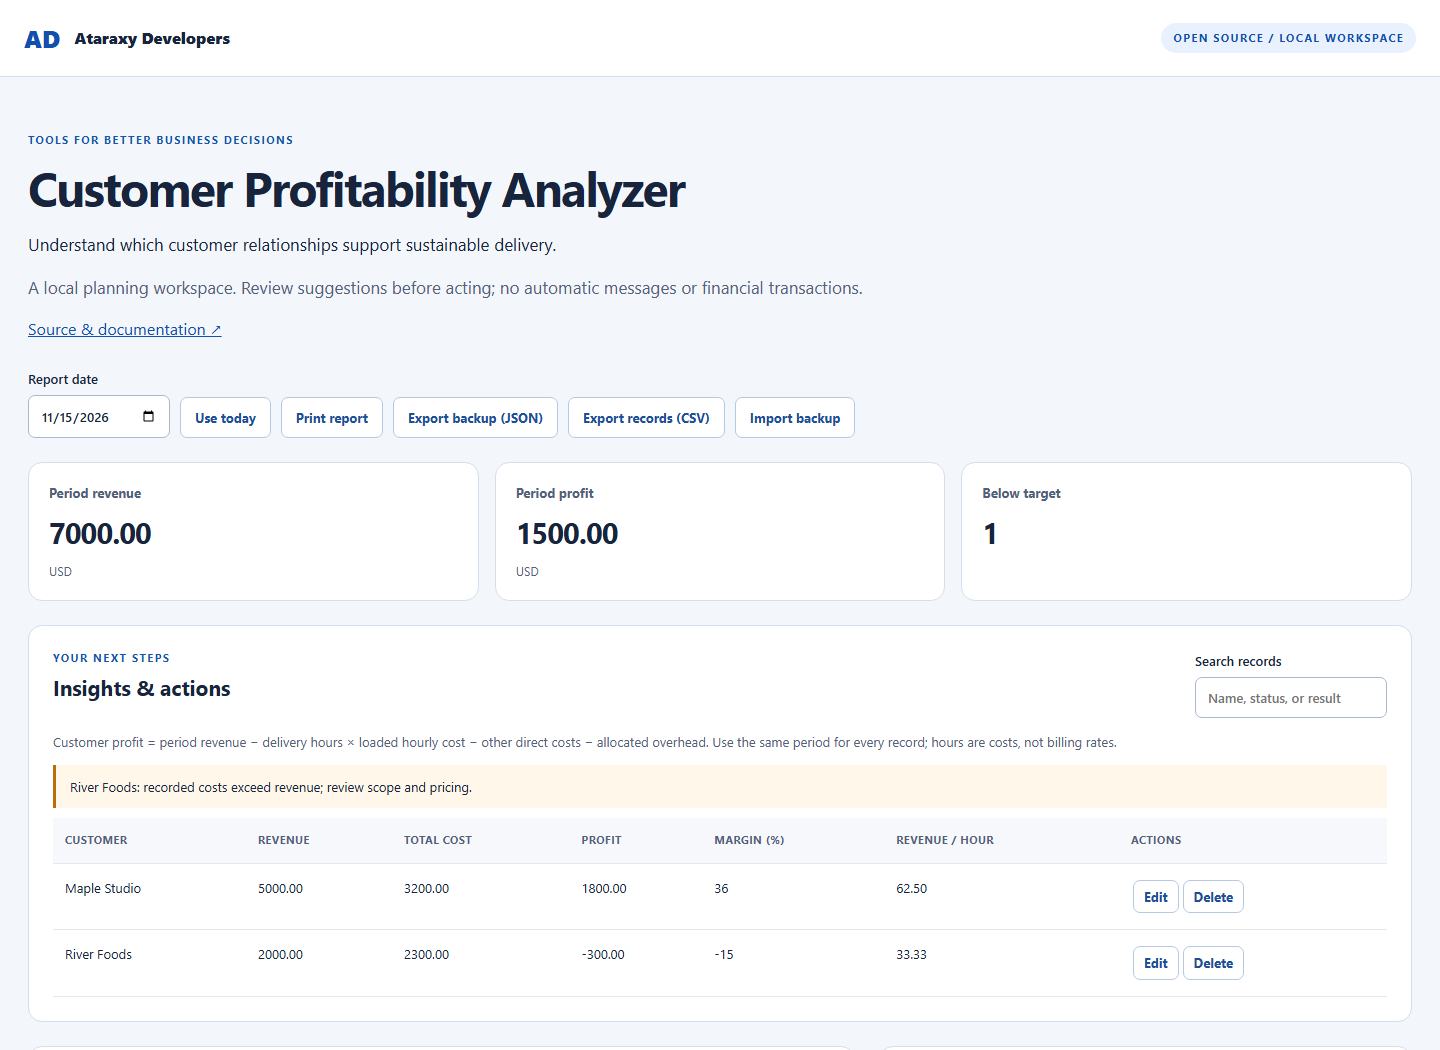 AD Ataraxy Developers
OPEN SOURCE / LOCAL WORKSPACE
TOOLS FOR BETTER BUSINESS DECISIONS
Customer Profitability Analyzer
Understand which customer relationships support sustainable delivery.
A local planning workspace. Review suggestions before acting; no automatic messages or financial transactions.
Source & documentation ↗
Report date
11/15/2026 Use today Print report Export backup (JSON) Export records (CSV) Import backup
Period revenue
7000.00
USD
Period profit
1500.00
USD
Below target
1
YOUR NEXT STEPS
Insights & actions
Search records
Name, status, or result
Customer profit = period revenue − delivery hours × loaded hourly cost − other direct costs − allocated overhead. Use the same period for every record; hours are costs, not billing rates.
River Foods: recorded costs exceed revenue; review scope and pricing.
CUSTOMER REVENUE TOTAL COST PROFIT MARGIN (%) REVENUE / HOUR ACTIONS
Maple Studio 5000.00 3200.00 1800.00 36 62.50 Edit Delete
River Foods 2000.00 2300.00 -300.00 -15 33.33 Edit Delete